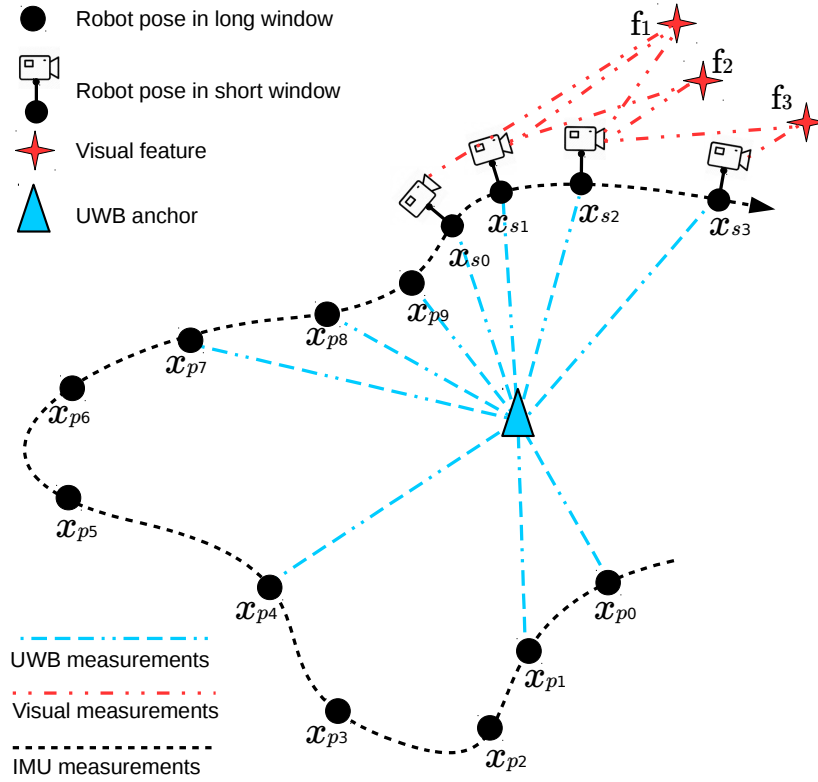 Robot pose in long window
Robot pose in short window
Visual feature
UWB anchor
f1
f2
f3
xs0
xs1
xs2
xs3
xp9
xp8
xp7
xp6
xp5
xp4
xp3
xp2
xp1
xp0
UWB measurements
Visual measurements
IMU measurements